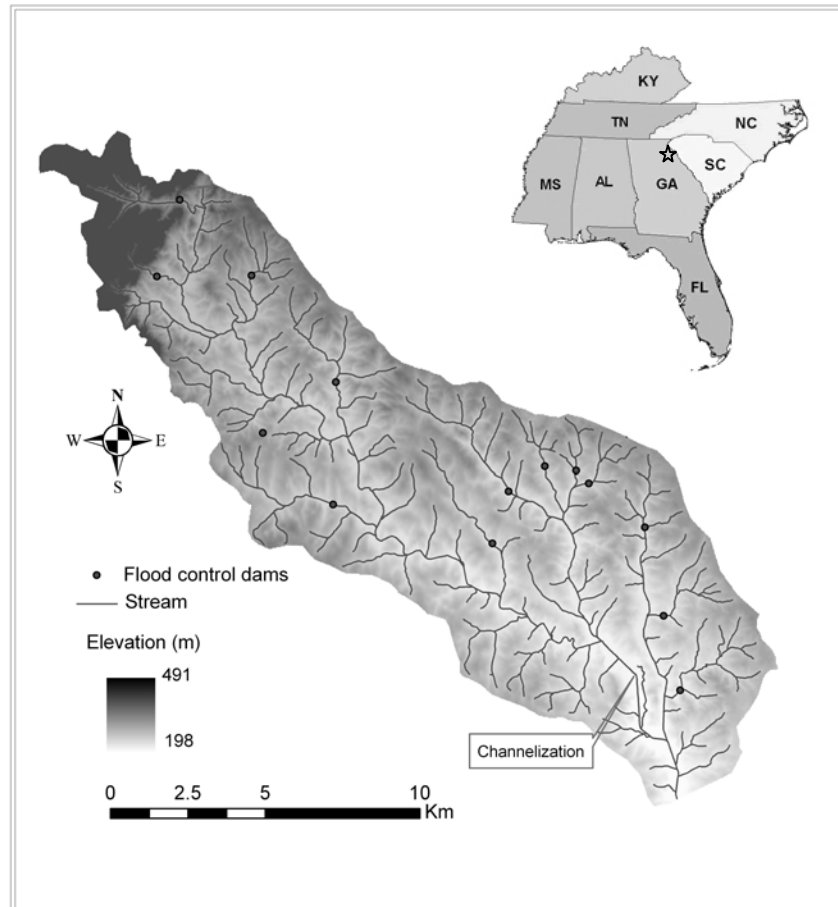 KY
TN
NC
SC
MS
AL
GA
FL
N
W
E
S
Flood control dams
Stream
Elevation (m)
491
198
Channelization
0
2.5
5
10
Km